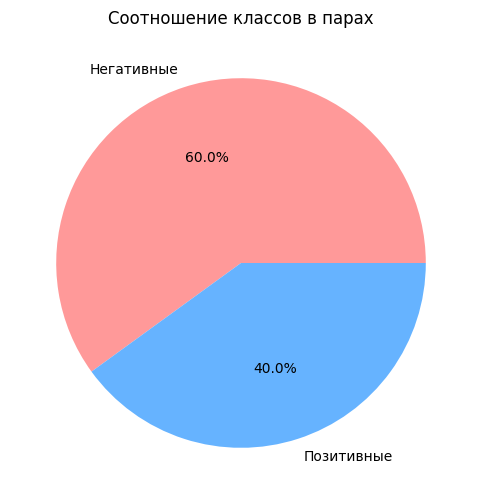 Соотношение классов в парах
Негативные
60.0%
40.0%
Позитивные